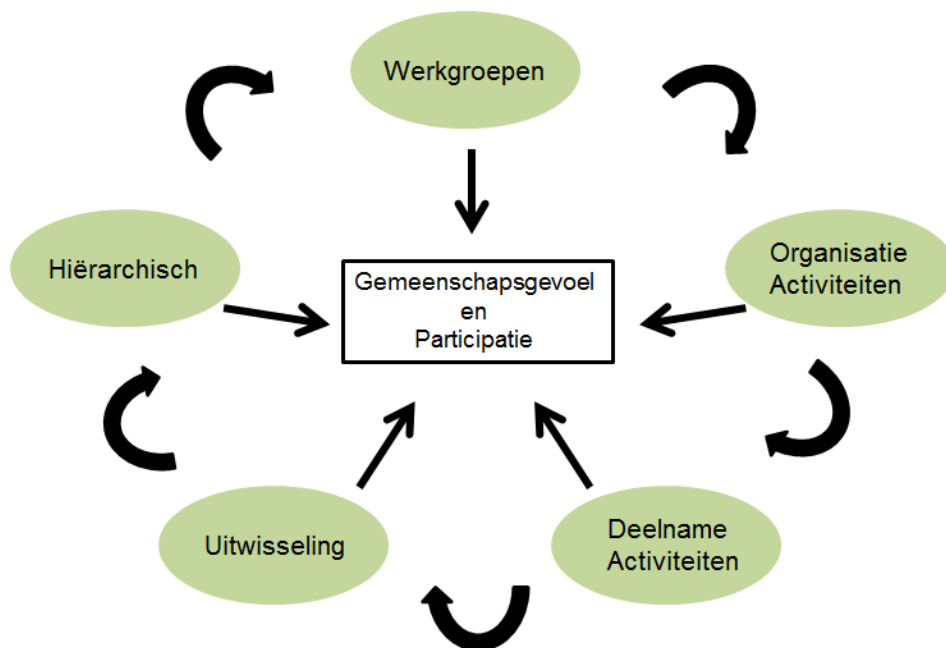 Werkgroepen
Hiërarchisch
Organisatie
Activiteiten
Gemeenschapsgevoel
en
Participatie
Uitwisseling
Deelname
Activiteiten